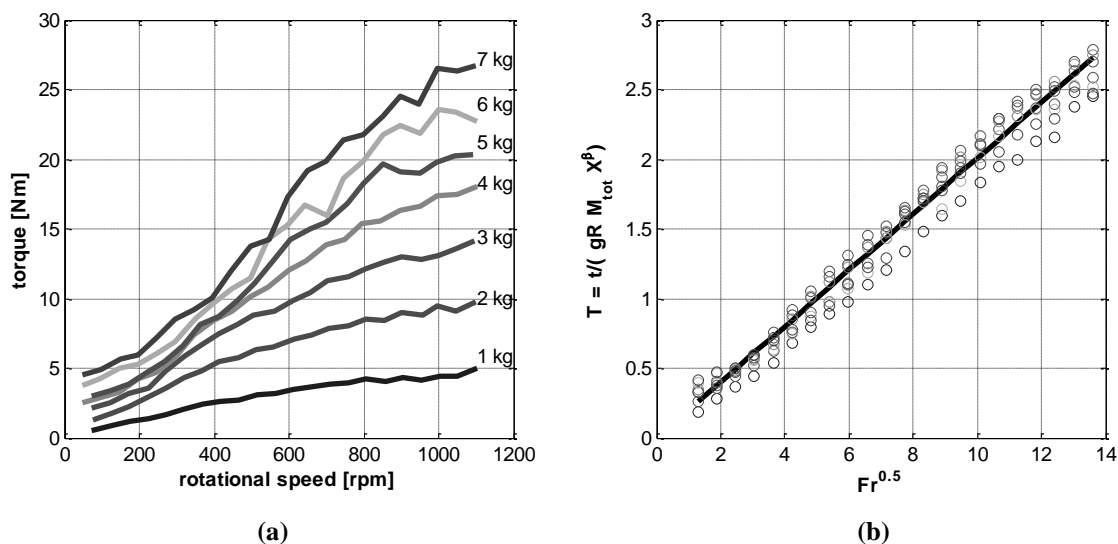 30
25
20
15
10
5
0
torque [Nm]
7 kg
6 kg
5 kg
4 kg
3 kg
2 kg
1 kg
0 200 400 600 800 1000 1200
rotational speed [rpm]
(a)
3
2.5
2
1.5
1
0.5
0
T = t/( gR M_tot X^β)
0 2 4 6 8 10 12 14
Fr^0.5
(b)